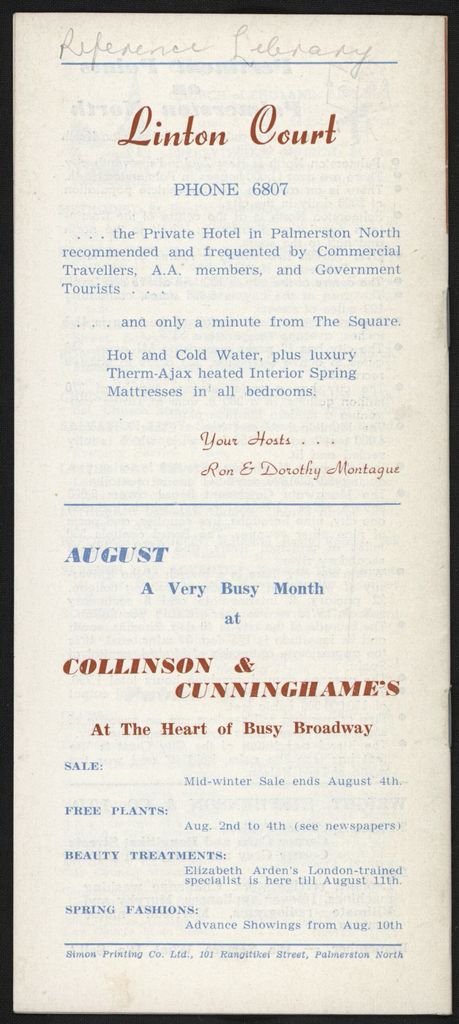 Reference Library
Linton Court
PHONE 6807
. . . the Private Hotel in Palmerston North
recommended and frequented by Commercial
Travellers, A.A. members, and Government
Tourists . . . .
. . . and only a minute from The Square.
Hot and Cold Water, plus luxury
Therm-Ajax heated Interior Spring
Mattresses in all bedrooms.
Your Hosts . . .
Ron & Dorothy Montague
AUGUST
A Very Busy Month
at
COLLINSON &
CUNNINGHAME'S
At The Heart of Busy Broadway
SALE:
Mid-winter Sale ends August 4th.
FREE PLANTS:
Aug. 2nd to 4th (see newspapers)
BEAUTY TREATMENTS:
Elizabeth Arden's London-trained
specialist is here till August 11th.
SPRING FASHIONS:
Advance Showings from Aug. 10th
Simon Printing Co. Ltd., 101 Rangitikei Street, Palmerston North